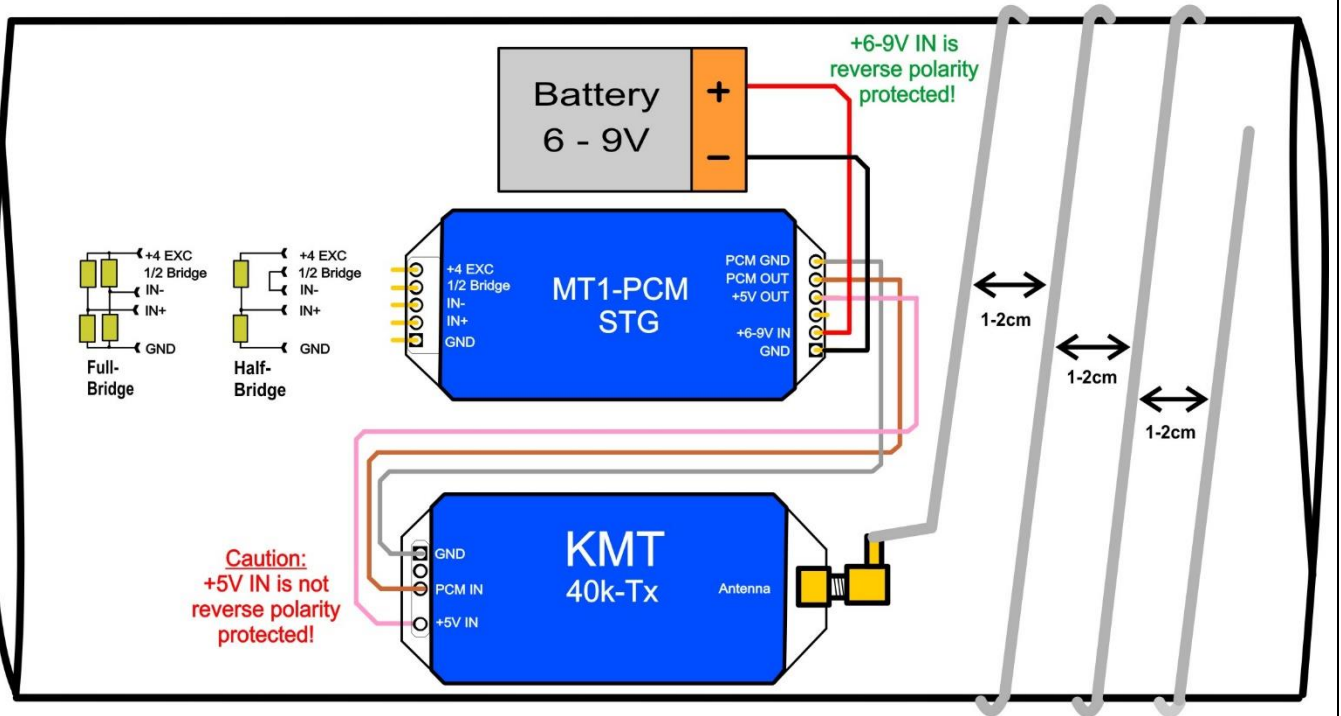 +6-9V IN is
reverse polarity
protected!
Battery
6 - 9V
+
−
+4 EXC
1/2 Bridge
IN-
IN+
GND
Full-
Bridge
+4 EXC
1/2 Bridge
IN-
IN+
GND
Half-
Bridge
+4 EXC
1/2 Bridge
IN-
IN+
GND
MT1-PCM
STG
PCM GND
PCM OUT
+5V OUT
+6-9V IN
GND
1-2cm
1-2cm
1-2cm
Caution:
+5V IN is not
reverse polarity
protected!
GND
PCM IN
+5V IN
KMT
40k-Tx
Antenna